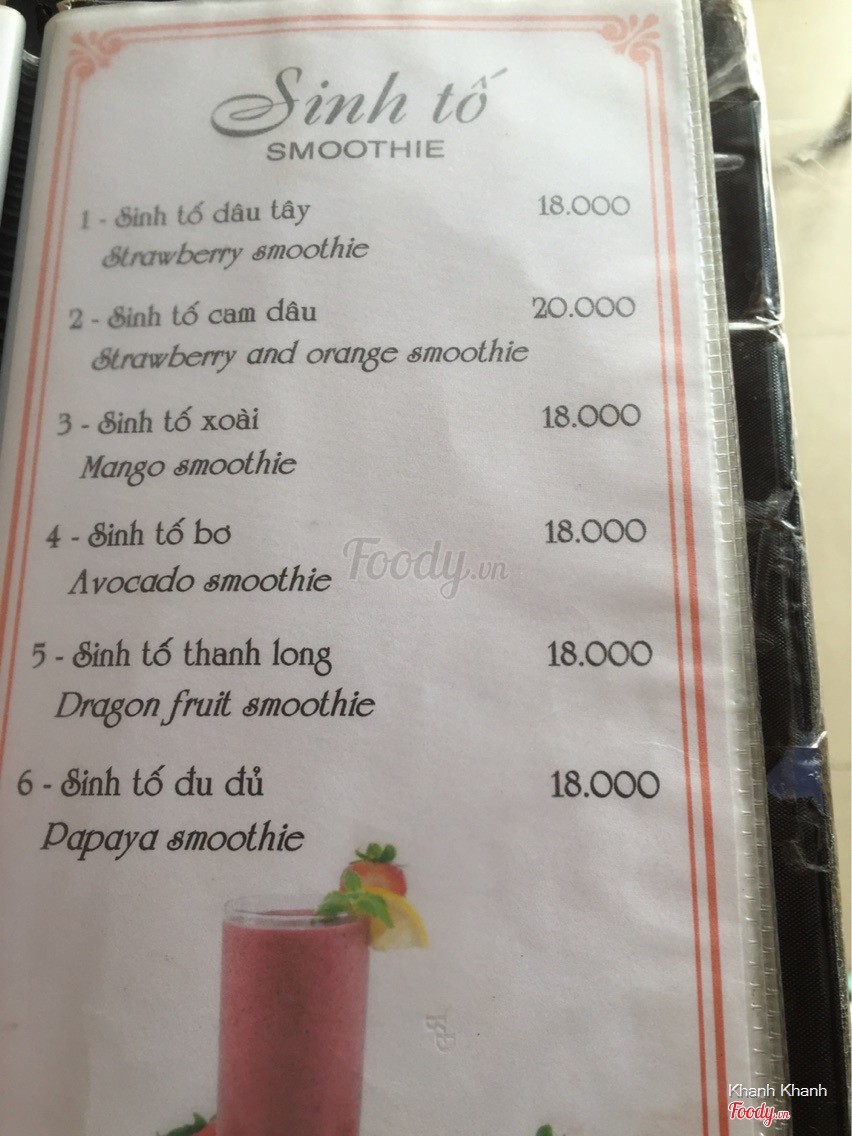 Sinh tố
SMOOTHIE
1 - Sinh tố dâu tây 18.000
Strawberry smoothie
2 - Sinh tố cam dâu 20.000
Strawberry and orange smoothie
3 - Sinh tố xoài 18.000
Mango smoothie
4 - Sinh tố bơ 18.000
Avocado smoothie
Foody.vn
5 - Sinh tố thanh long 18.000
Dragon fruit smoothie
6 - Sinh tố đu đủ 18.000
Papaya smoothie
Khanh Khanh
Foody.vn